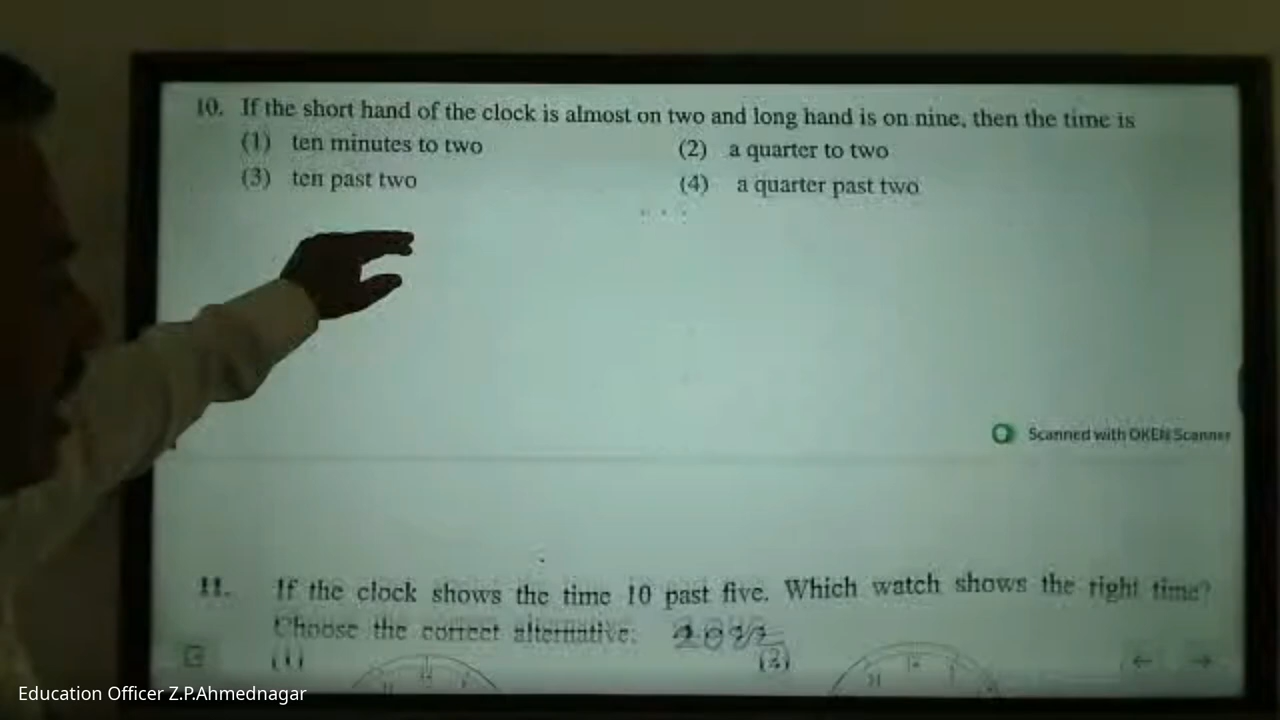 10. If the short hand of the clock is almost on two and long hand is on nine, then the time is
(1) ten minutes to two (2) a quarter to two
(3) ten past two (4) a quarter past two
Scanned with OKEN Scanner
11. If the clock shows the time 10 past five. Which watch shows the right time?
Choose the correct alternative:
(1) (2)
12 11 12
Education Officer Z.P.Ahmednagar